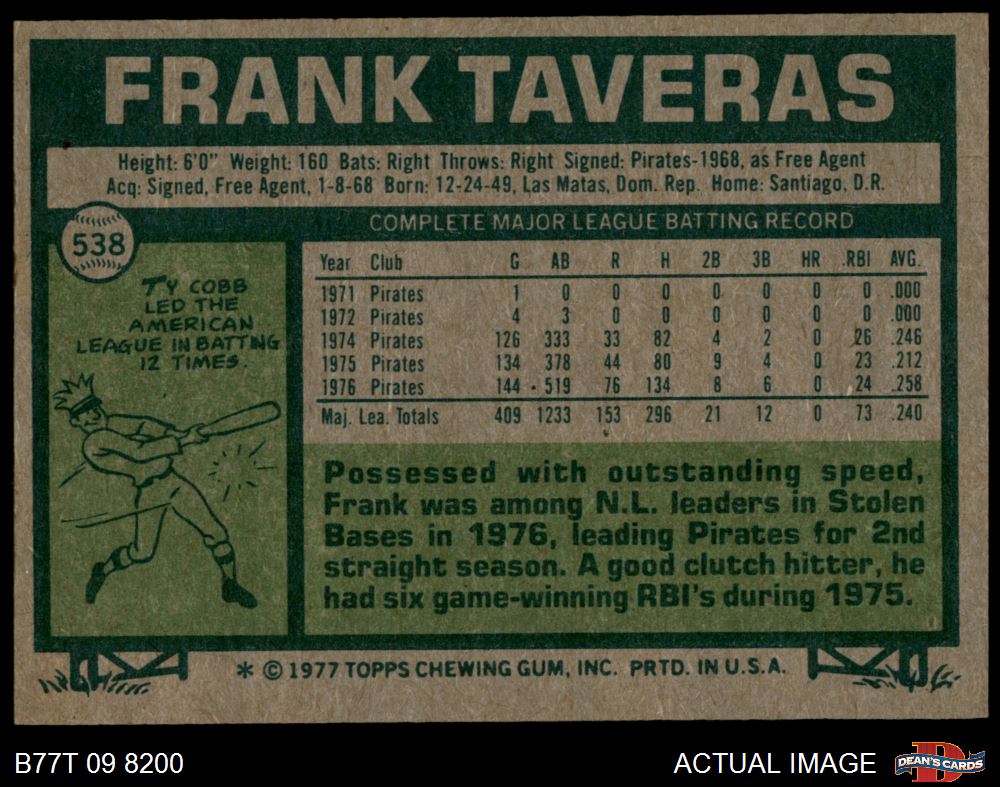 FRANK TAVERAS
Height: 6'0" Weight: 160 Bats: Right Throws: Right Signed: Pirates-1968, as Free Agent
Acq: Signed, Free Agent, 1-8-68 Born: 12-24-49, Las Matas, Dom. Rep. Home: Santiago, D.R.
538
TY COBB
LED THE
AMERICAN
LEAGUE IN BATTING
12 TIMES.
COMPLETE MAJOR LEAGUE BATTING RECORD
Year Club G AB R H 2B 3B HR RBI AVG.
1971 Pirates 1 0 0 0 0 0 0 0 .000
1972 Pirates 4 3 0 0 0 0 0 0 .000
1974 Pirates 126 333 33 82 4 2 0 26 .246
1975 Pirates 134 378 44 80 9 4 0 23 .212
1976 Pirates 144 519 76 134 8 6 0 24 .258
Maj. Lea. Totals 409 1233 153 296 21 12 0 73 .240
Possessed with outstanding speed,
Frank was among N.L. leaders in Stolen
Bases in 1976, leading Pirates for 2nd
straight season. A good clutch hitter, he
had six game-winning RBI's during 1975.
* © 1977 TOPPS CHEWING GUM, INC. PRTD. IN U.S.A.
B77T 09 8200
ACTUAL IMAGE
D
DEAN'S CARDS